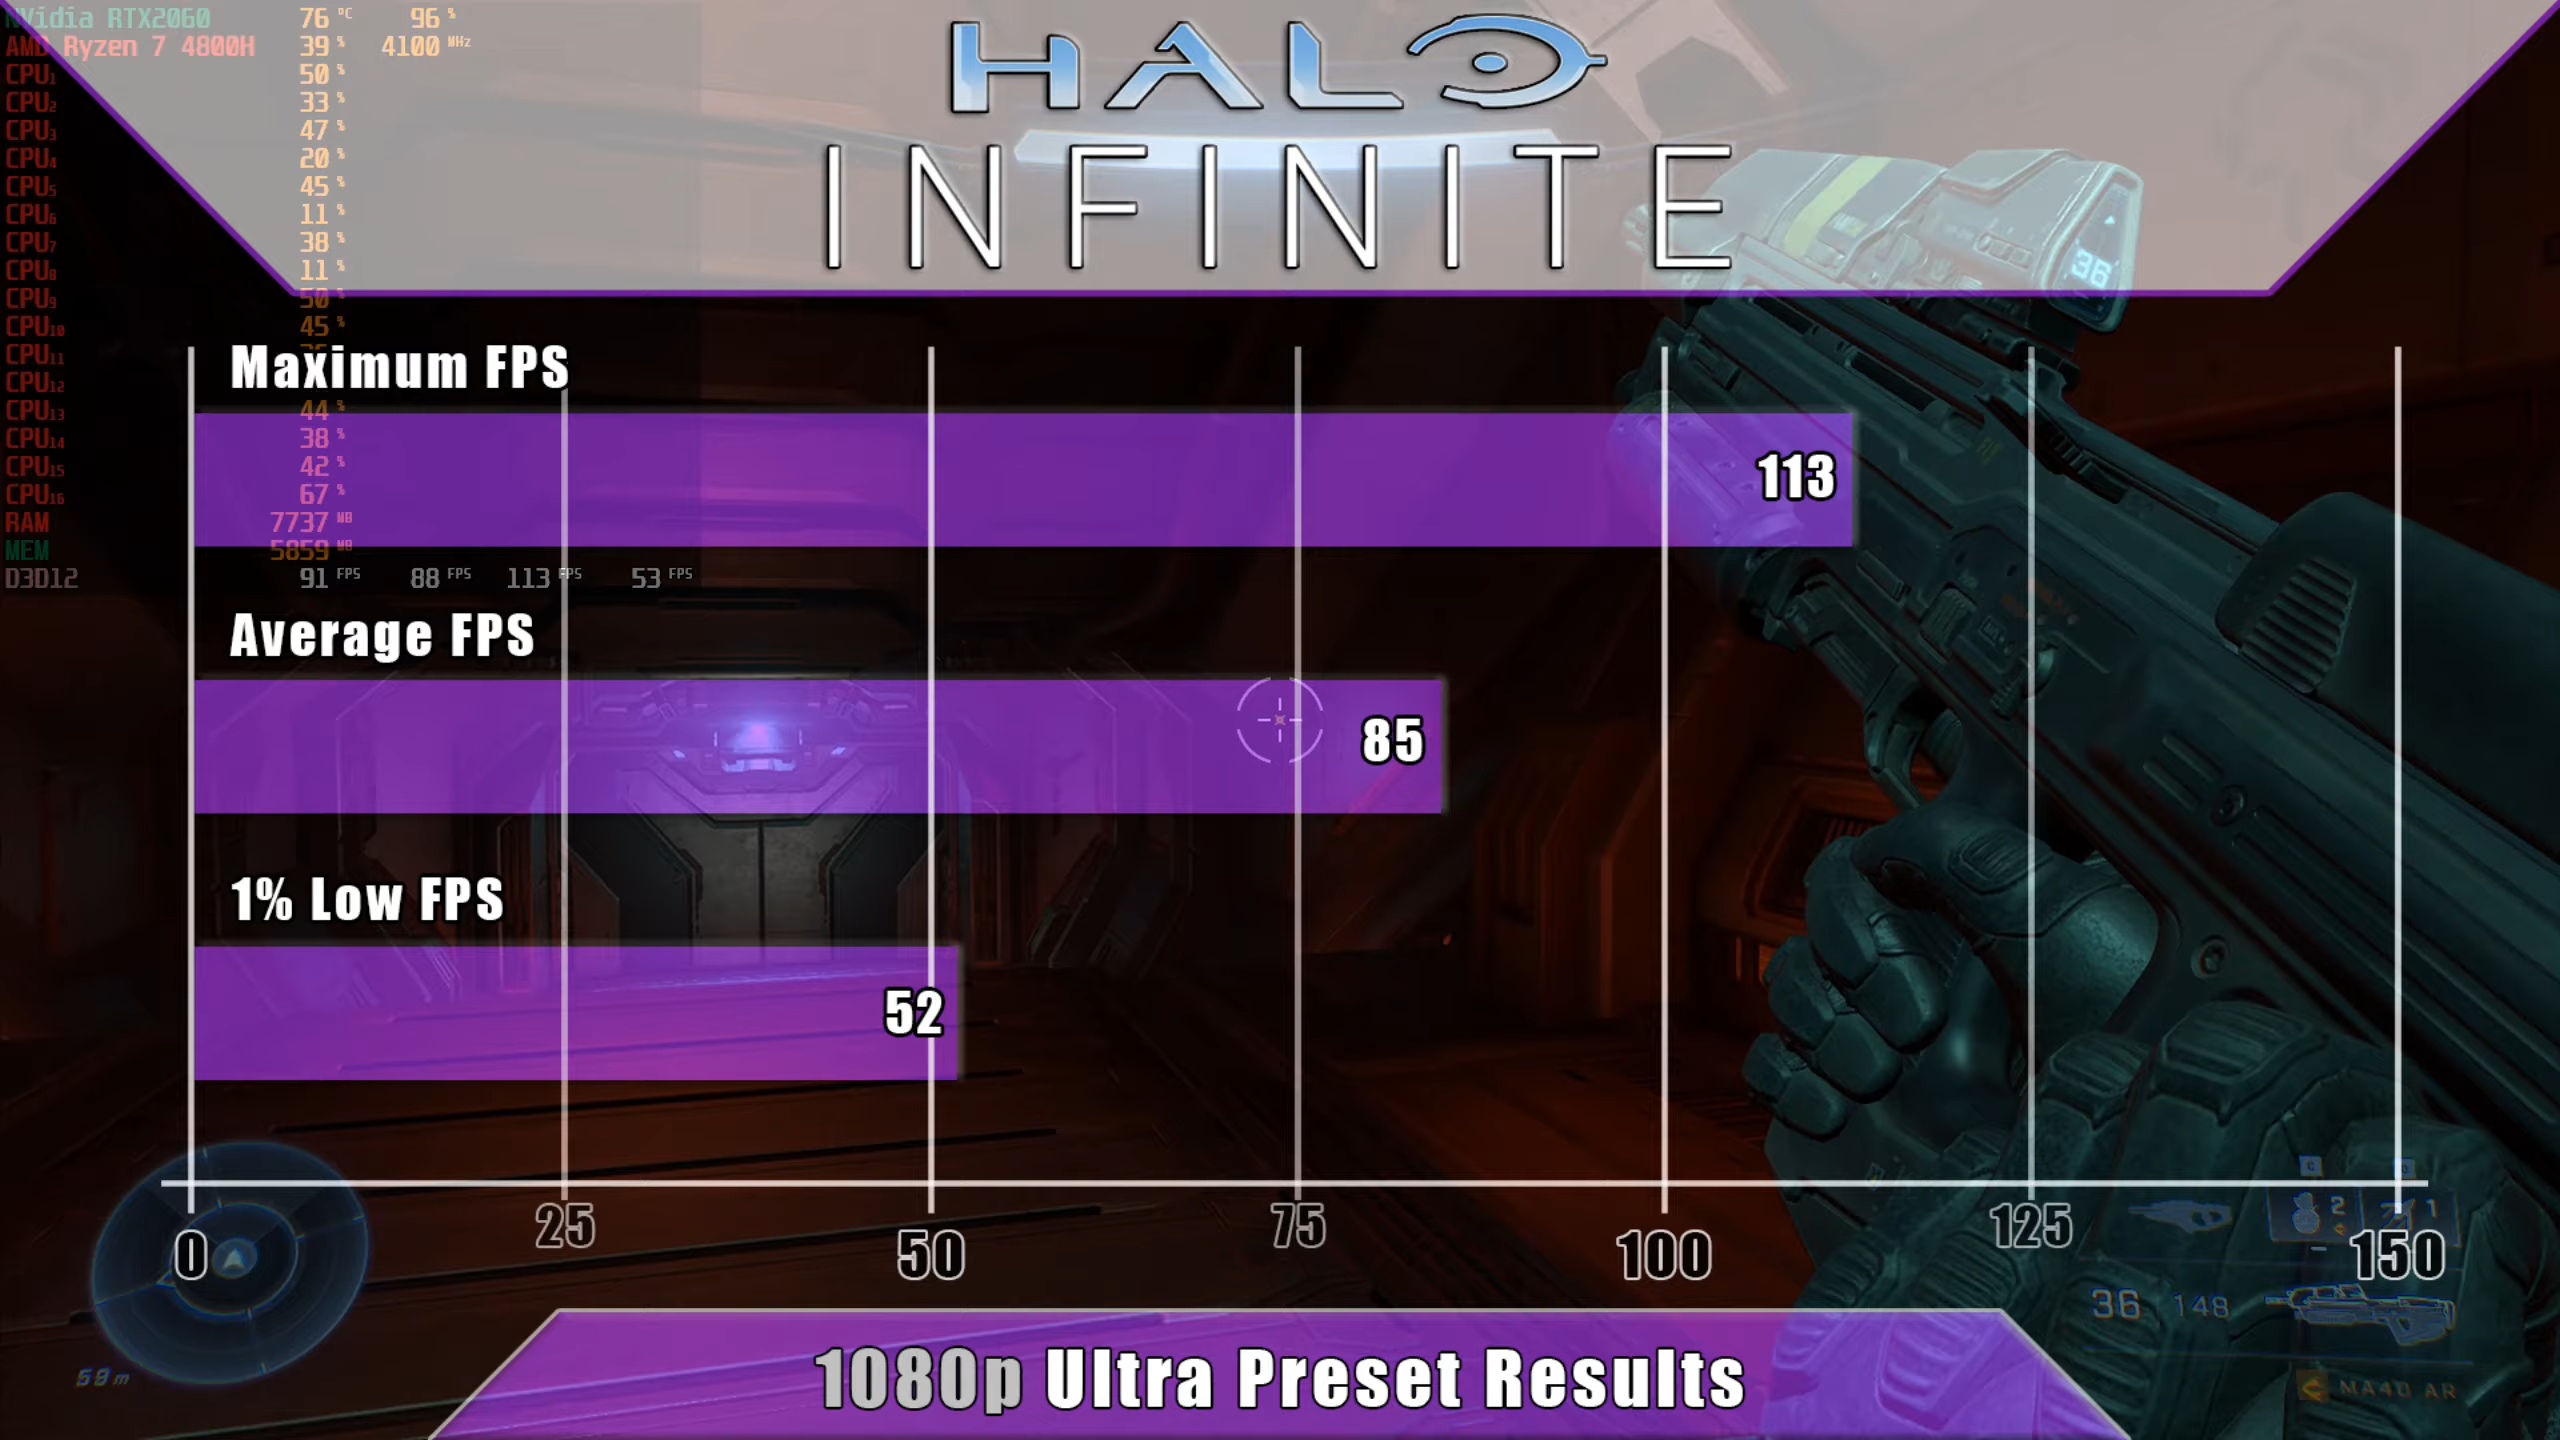 NVidia RTX2060 76 °C 96 %
AMD Ryzen 7 4800H 39 % 4100 MHz
CPU1 50 %
CPU2 33 %
CPU3 47 %
CPU4 20 %
CPU5 45 %
CPU6 11 %
CPU7 38 %
CPU8 11 %
CPU9 50 %
CPU10 45 %
CPU11
CPU12
CPU13 44 %
CPU14 38 %
CPU15 42 %
CPU16 67 %
RAM 7737 MB
MEM 5859 MB
D3D12 91 FPS 88 FPS 113 FPS 53 FPS
HALO
INFINITE
36
Maximum FPS
113
Average FPS
85
1% Low FPS
52
0 25 50 75 100 125 150
2 1
36 148
MA40 AR
59 m
1080p Ultra Preset Results